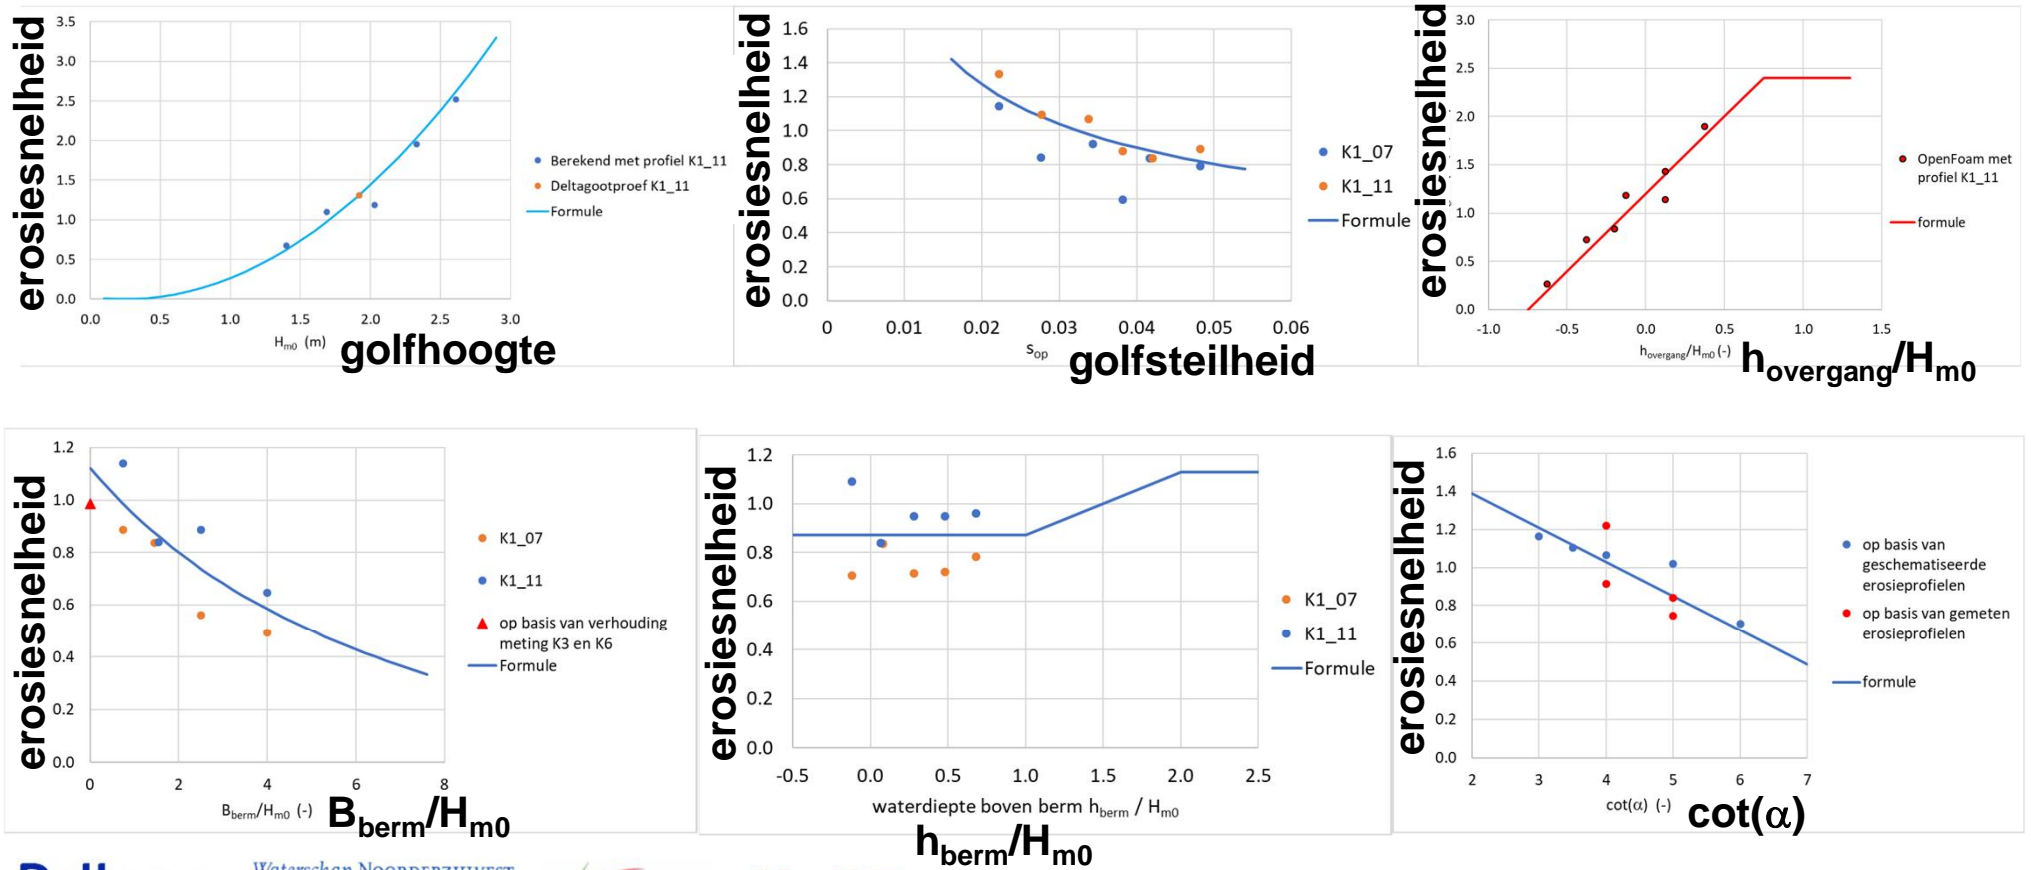 erosiesnelheid
3.5
3.0
2.5
2.0
1.5
1.0
0.5
0.0
0.0 0.5 1.0 1.5 2.0 2.5 3.0
Hm0 (m)
golfhoogte
Berekend met profiel K1_11
Deltagootproef K1_11
Formule
erosiesnelheid
1.6
1.4
1.2
1.0
0.8
0.6
0.4
0.2
0.0
0 0.01 0.02 0.03 0.04 0.05 0.06
sop
golfsteilheid
K1_07
K1_11
Formule
erosiesnelheid
3.0
2.5
2.0
1.5
1.0
0.5
0.0
-1.0 -0.5 0.0 0.5 1.0 1.5
hovergang/Hm0 (-)
hovergang/Hm0
OpenFoam met
profiel K1_11
formule
erosiesnelheid
1.2
1.0
0.8
0.6
0.4
0.2
0.0
0 2 4 6 8
Bberm/Hm0 (-)
Bberm/Hm0
K1_07
K1_11
op basis van verhouding
meting K3 en K6
Formule
erosiesnelheid
1.2
1.0
0.8
0.6
0.4
0.2
0.0
-0.5 0.0 0.5 1.0 1.5 2.0 2.5
waterdiepte boven berm hberm / Hm0
hberm/Hm0
K1_07
K1_11
Formule
erosiesnelheid
1.6
1.4
1.2
1.0
0.8
0.6
0.4
0.2
0.0
2 3 4 5 6 7
cot(α) (-)
cot(α)
op basis van
geschematiseerde
erosieprofielen
op basis van gemeten
erosieprofielen
formule